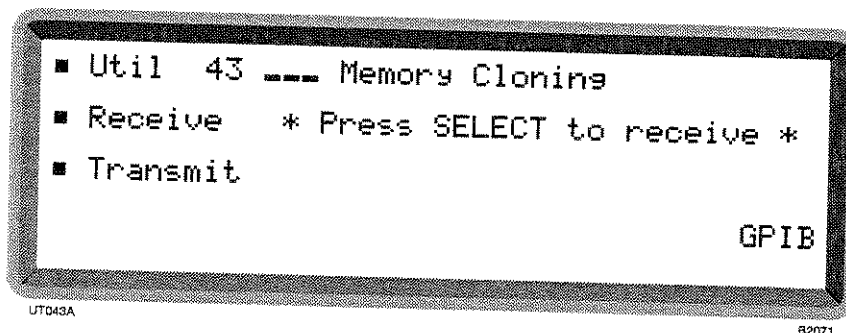 ▪ Util 43 ▂▂▂ Memory Cloning
▪ Receive * Press SELECT to receive *
▪ Transmit
GPIB
UT043A
B2071